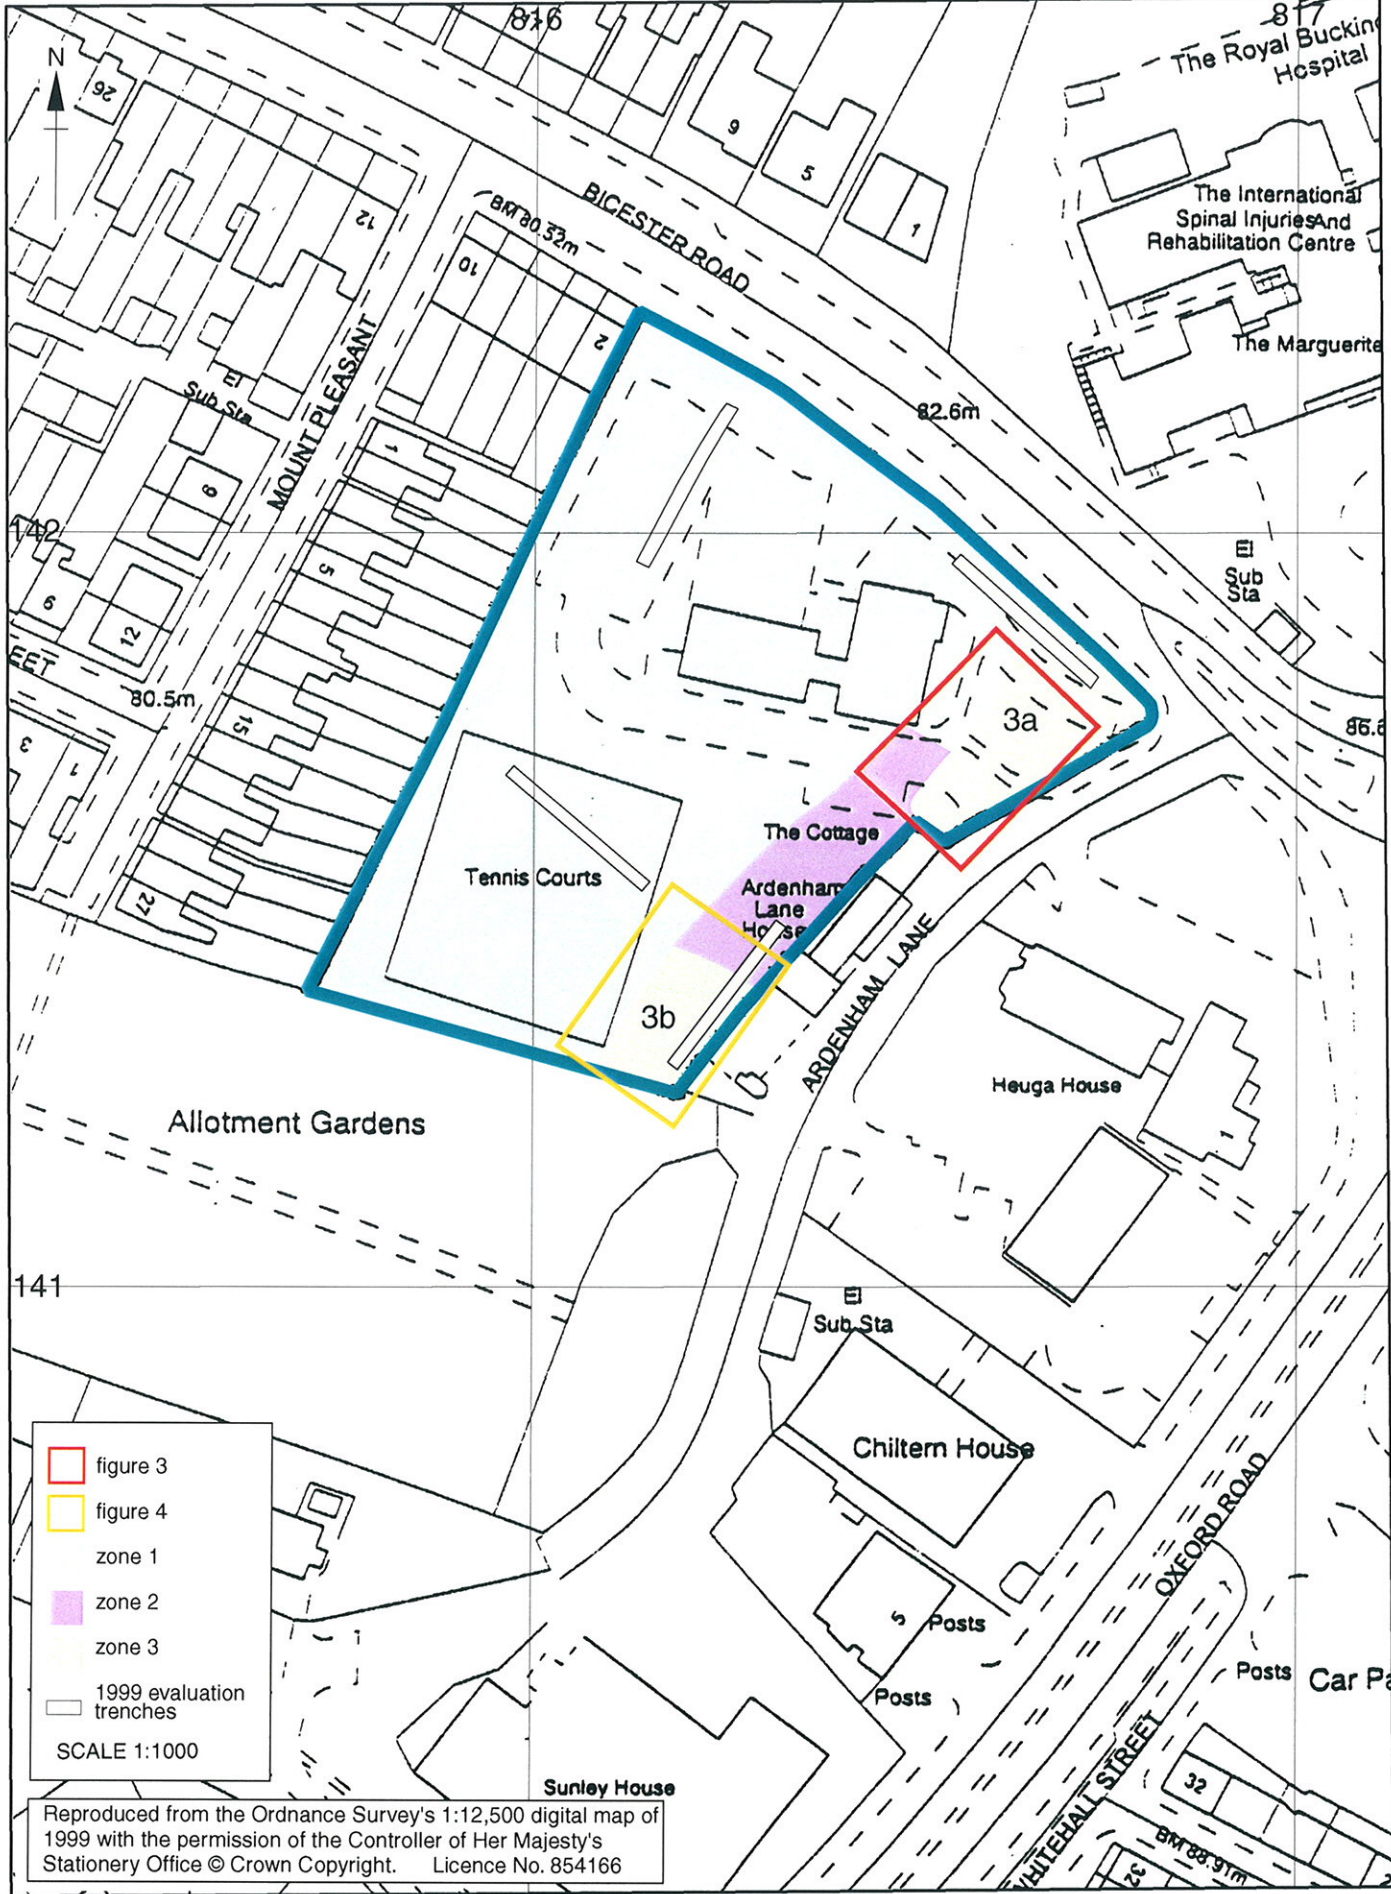 816
817
N
The Royal
Hospital
26
9
5
1
12
BICESTER ROAD
BM 80.32m
10
2
The International
Spinal Injuries And
Rehabilitation Centre
The Marguerite
MOUNT PLEASANT
El
Sub Sta
82.6m
1
9
142
5
El
Sub
Sta
6
12
EET
80.5m
15
3
1
3a
The Cottage
Tennis Courts
Ardenham
Lane
House
27
3b
ARDENHAM LANE
Heuga House
1
Allotment Gardens
141
El
Sub Sta
Chiltern House
OXFORD ROAD
5
Posts
Posts
Posts
Car
WHITEHALL STREET
32
BM 88.91m
32
Sunley House
figure 3
figure 4
zone 1
zone 2
zone 3
1999 evaluation
trenches
SCALE 1:1000
Reproduced from the Ordnance Survey's 1:12,500 digital map of
1999 with the permission of the Controller of Her Majesty's
Stationery Office © Crown Copyright. Licence No. 854166